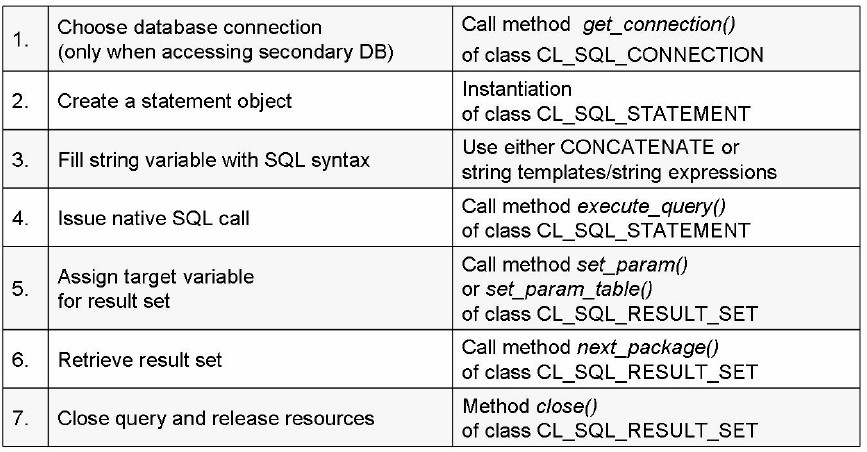 1.
Choose database connection
(only when accessing secondary DB)
Call method get_connection()
of class CL_SQL_CONNECTION
2.
Create a statement object
Instantiation
of class CL_SQL_STATEMENT
3.
Fill string variable with SQL syntax
Use either CONCATENATE or
string templates/string expressions
4.
Issue native SQL call
Call method execute_query()
of class CL_SQL_STATEMENT
5.
Assign target variable
for result set
Call method set_param()
or set_param_table()
of class CL_SQL_RESULT_SET
6.
Retrieve result set
Call method next_package()
of class CL_SQL_RESULT_SET
7.
Close query and release resources
Method close()
of class CL_SQL_RESULT_SET